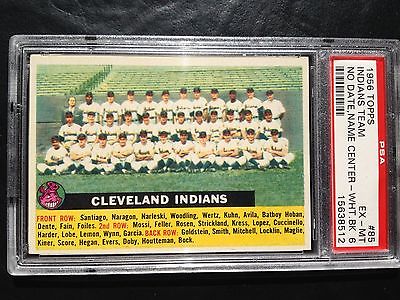 CLEVELAND INDIANS
FRONT ROW: Santiago, Naragon, Narleski, Woodling, Wertz, Kuhn, Avila, Batboy Hoban,
Dente, Fain, Foiles. 2nd ROW: Mossi, Feller, Rosen, Strickland, Kress, Lopez, Cuccinello,
Harder, Lobe, Lemon, Wynn, Garcia. BACK ROW: Goldstein, Smith, Mitchell, Locklin, Maglie,
Kiner, Score, Hegan, Evers, Doby, Houtteman, Bock.
PSA
1956 TOPPS #85
INDIANS TEAM EX - MT
NO DATE,NAME CENTER-WHT.BK 6
15638512